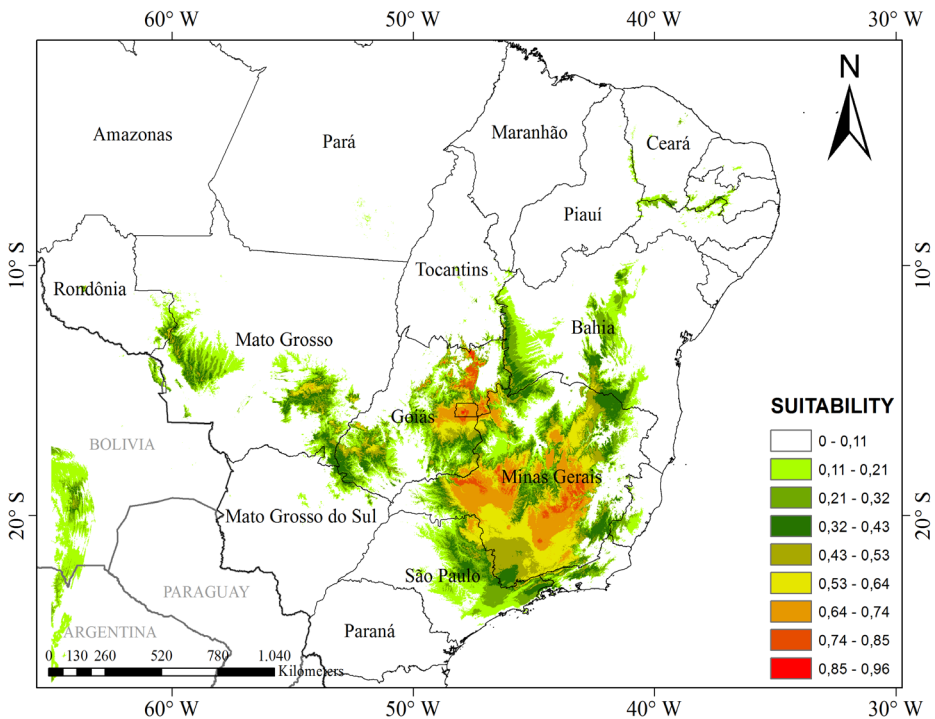 60° W 50° W 40° W 30° W
N
Amazonas
Pará
Maranhão
Ceará
Piauí
10° S
10° S
Tocantins
Rondônia
Mato Grosso
Bahia
Goiás
SUITABILITY
0 - 0,11
BOLIVIA
0,11 - 0,21
Minas Gerais
0,21 - 0,32
20° S
Mato Grosso do Sul
20° S
0,32 - 0,43
0,43 - 0,53
São Paulo
0,53 - 0,64
PARAGUAY
0,64 - 0,74
ARGENTINA
Paraná
0,74 - 0,85
0 130 260 520 780 1.040
Kilometers
0,85 - 0,96
60° W 50° W 40° W 30° W